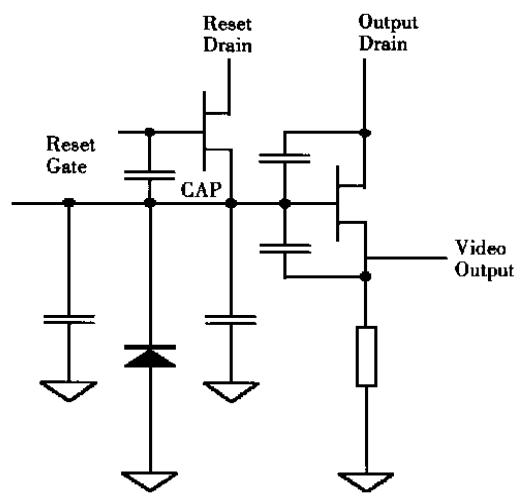 Reset
Drain
Output
Drain
Reset
Gate
CAP
Video
Output